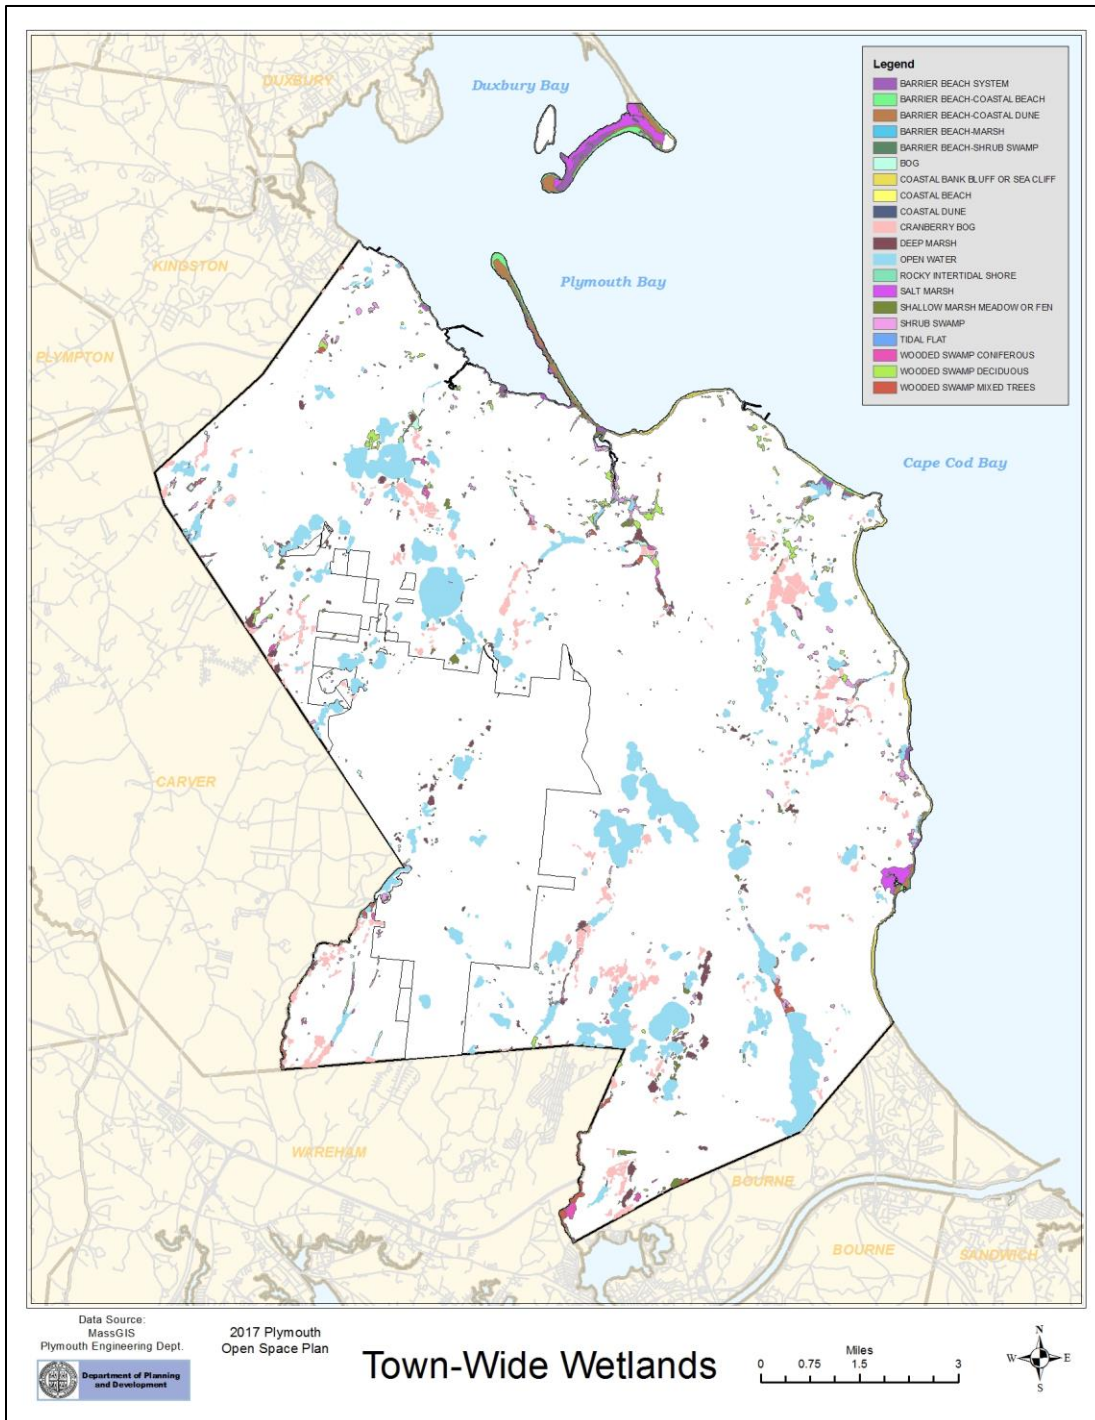 DUXBURY
Duxbury Bay
KINGSTON
Plymouth Bay
PLYMPTON
Cape Cod Bay
CARVER
WAREHAM
BOURNE
BOURNE
SANDWICH
Legend
BARRIER BEACH SYSTEM
BARRIER BEACH-COASTAL BEACH
BARRIER BEACH-COASTAL DUNE
BARRIER BEACH-MARSH
BARRIER BEACH-SHRUB SWAMP
BOG
COASTAL BANK BLUFF OR SEA CLIFF
COASTAL BEACH
COASTAL DUNE
CRANBERRY BOG
DEEP MARSH
OPEN WATER
ROCKY INTERTIDAL SHORE
SALT MARSH
SHALLOW MARSH MEADOW OR FEN
SHRUB SWAMP
TIDAL FLAT
WOODED SWAMP CONIFEROUS
WOODED SWAMP DECIDUOUS
WOODED SWAMP MIXED TREES
Data Source:
MassGIS
Plymouth Engineering Dept.
Department of Planning
and Development
2017 Plymouth
Open Space Plan
Town-Wide Wetlands
Miles
0 0.75 1.5 3
N
W E
S